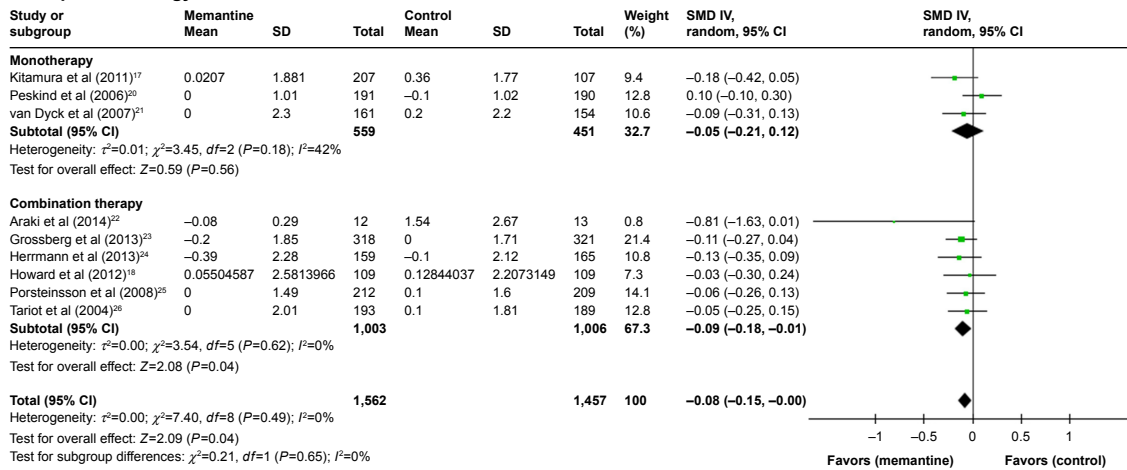 Study or subgroup Memantine Mean SD Total Control Mean SD Total Weight (%) SMD IV, random, 95% CI SMD IV, random, 95% CI
Monotherapy
Kitamura et al (2011)¹⁷ 0.0207 1.881 207 0.36 1.77 107 9.4 –0.18 (–0.42, 0.05)
Peskind et al (2006)²⁰ 0 1.01 191 –0.1 1.02 190 12.8 0.10 (–0.10, 0.30)
van Dyck et al (2007)²¹ 0 2.3 161 0.2 2.2 154 10.6 –0.09 (–0.31, 0.13)
Subtotal (95% CI) 559 451 32.7 –0.05 (–0.21, 0.12)
Heterogeneity: τ²=0.01; χ²=3.45, df=2 (P=0.18); I²=42%
Test for overall effect: Z=0.59 (P=0.56)
Combination therapy
Araki et al (2014)²² –0.08 0.29 12 1.54 2.67 13 0.8 –0.81 (–1.63, 0.01)
Grossberg et al (2013)²³ –0.2 1.85 318 0 1.71 321 21.4 –0.11 (–0.27, 0.04)
Herrmann et al (2013)²⁴ –0.39 2.28 159 –0.1 2.12 165 10.8 –0.13 (–0.35, 0.09)
Howard et al (2012)¹⁸ 0.05504587 2.5813966 109 0.12844037 2.2073149 109 7.3 –0.03 (–0.30, 0.24)
Porsteinsson et al (2008)²⁵ 0 1.49 212 0.1 1.6 209 14.1 –0.06 (–0.26, 0.13)
Tariot et al (2004)²⁶ 0 2.01 193 0.1 1.81 189 12.8 –0.05 (–0.25, 0.15)
Subtotal (95% CI) 1,003 1,006 67.3 –0.09 (–0.18, –0.01)
Heterogeneity: τ²=0.00; χ²=3.54, df=5 (P=0.62); I²=0%
Test for overall effect: Z=2.08 (P=0.04)
Total (95% CI) 1,562 1,457 100 –0.08 (–0.15, –0.00)
Heterogeneity: τ²=0.00; χ²=7.40, df=8 (P=0.49); I²=0%
Test for overall effect: Z=2.09 (P=0.04)
Test for subgroup differences: χ²=0.21, df=1 (P=0.65); I²=0%
–1 –0.5 0 0.5 1
Favors (memantine) Favors (control)